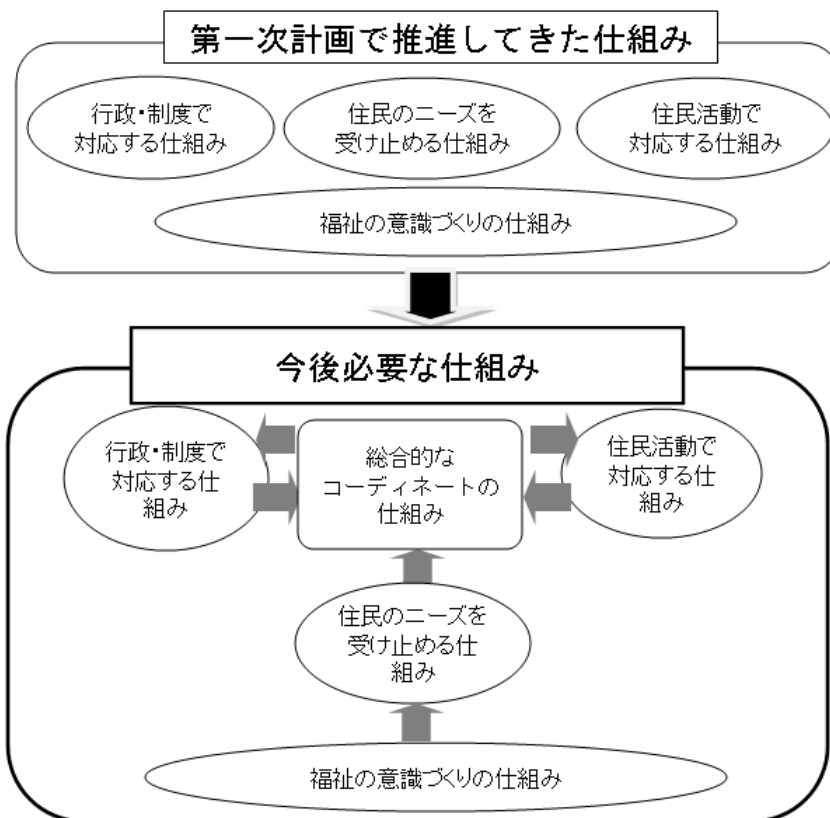 第一次計画で推進してきた仕組み
行政・制度で
対応する仕組み
住民のニーズを
受け止める仕組み
住民活動で
対応する仕組み
福祉の意識づくりの仕組み
今後必要な仕組み
行政・制度で
対応する仕
組み
総合的な
コーディネートの
仕組み
住民活動で
対応する仕
組み
住民のニーズを
受け止める仕
組み
福祉の意識づくりの仕組み